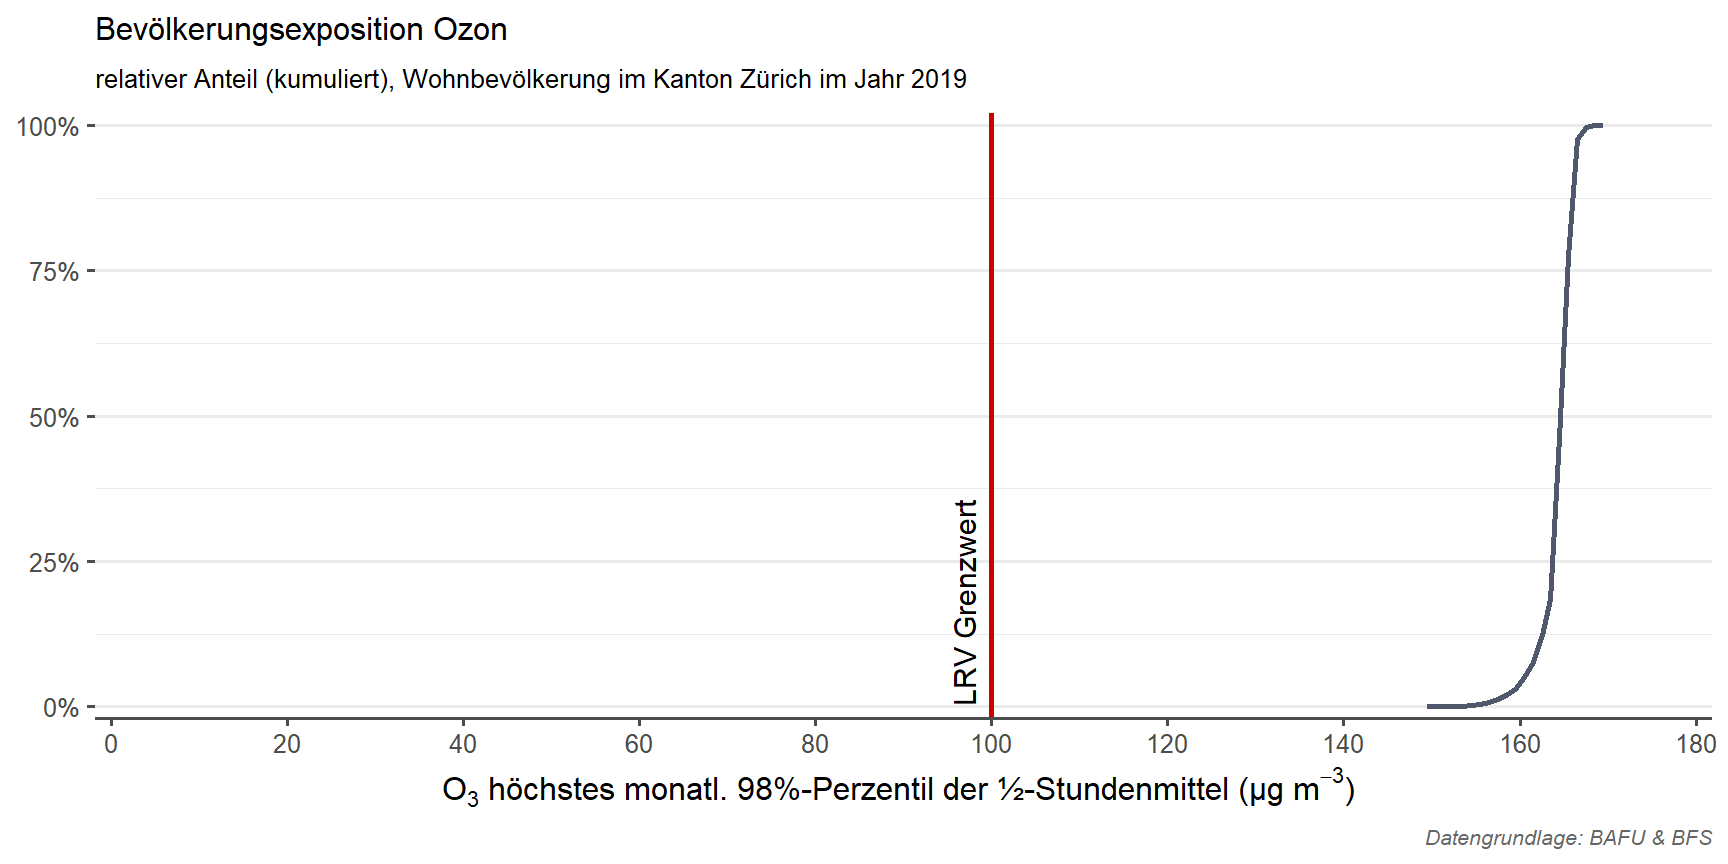 Bevölkerungsexposition Ozon
relativer Anteil (kumuliert), Wohnbevölkerung im Kanton Zürich im Jahr 2019
100%
75%
50%
25%
0%
LRV Grenzwert
0 20 40 60 80 100 120 140 160 180
O₃ höchstes monatl. 98%-Perzentil der ½-Stundenmittel (µg m⁻³)
Datengrundlage: BAFU & BFS